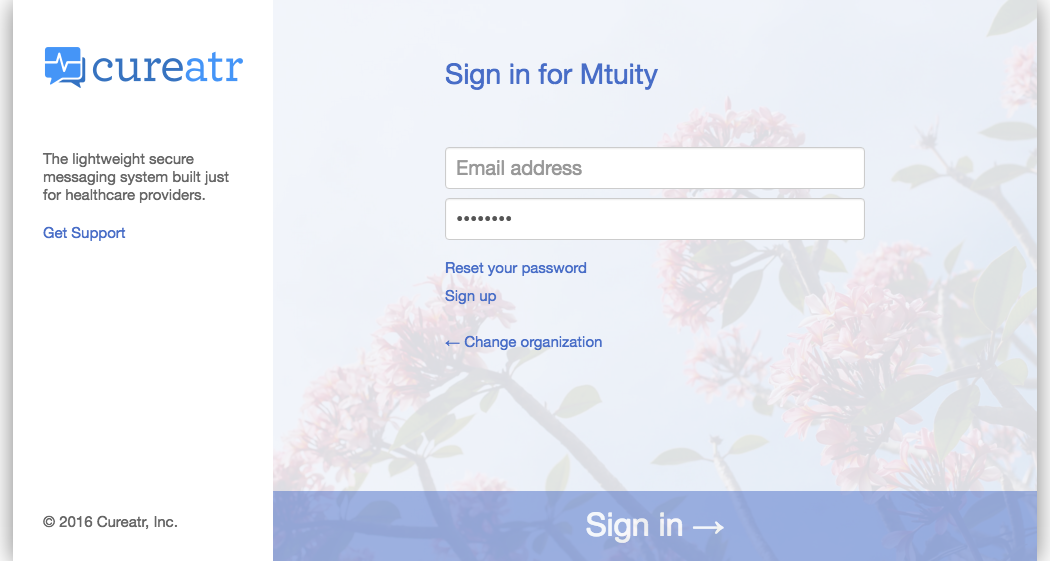 cureatr
The lightweight secure
messaging system built just
for healthcare providers.
Get Support
© 2016 Cureatr, Inc.
Sign in for Mtuity
Email address
••••••••
Reset your password
Sign up
← Change organization
Sign in →